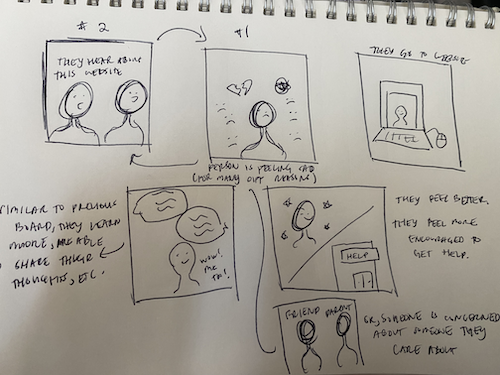 # 2
THEY HEAR ABOUT
THIS WEBSITE
#1
PERSON IS FEELING SAD
(FOR MANY DIFF REASONS)
THEY GO TO WEBSITE
SIMILAR TO PREVIOUS
BOARD, THEY LEARN
MORE, ARE ABLE
TO SHARE THEIR
THOUGHTS, ETC.
WOW!
ME
TOO!
THEY FEEL BETTER.
THEY FEEL MORE
ENCOURAGED TO
GET HELP.
HELP
FRIEND PARENT
OR, SOMEONE IS CONCERNED
ABOUT SOMEONE THEY
CARE ABOUT